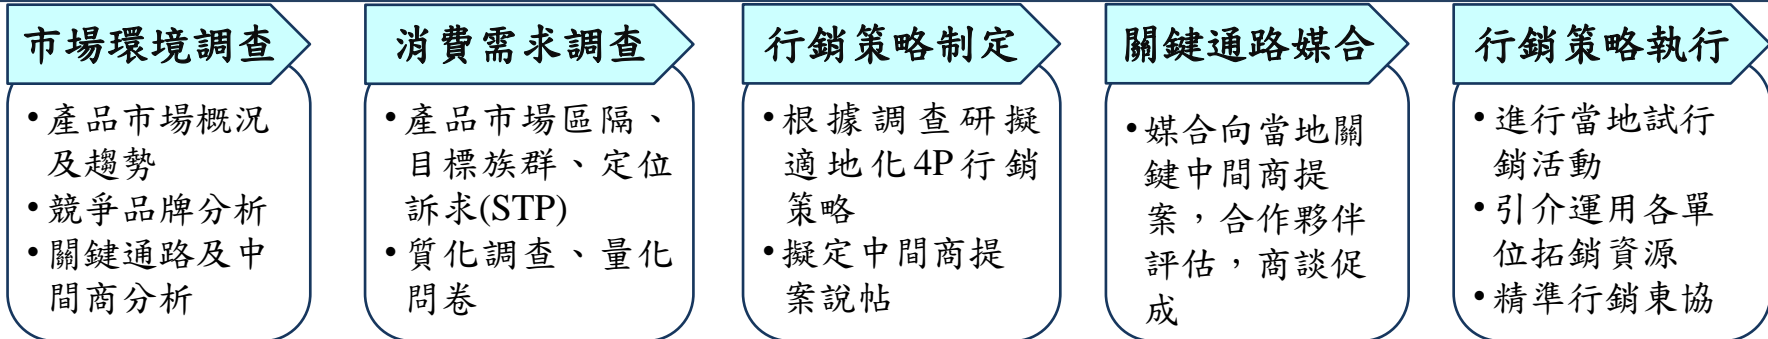 市場環境調查
•產品市場概況
及趨勢
•競爭品牌分析
•關鍵通路及中
間商分析
消費需求調查
•產品市場區隔、
目標族群、定位
訴求(STP)
•質化調查、量化
問卷
行銷策略制定
•根據調查研擬
適地化4P行銷
策略
•擬定中間商提
案說帖
關鍵通路媒合
•媒合向當地關
鍵中間商提
案，合作夥伴
評估，商談促
成
行銷策略執行
•進行當地試行
銷活動
•引介運用各單
位拓銷資源
•精準行銷東協